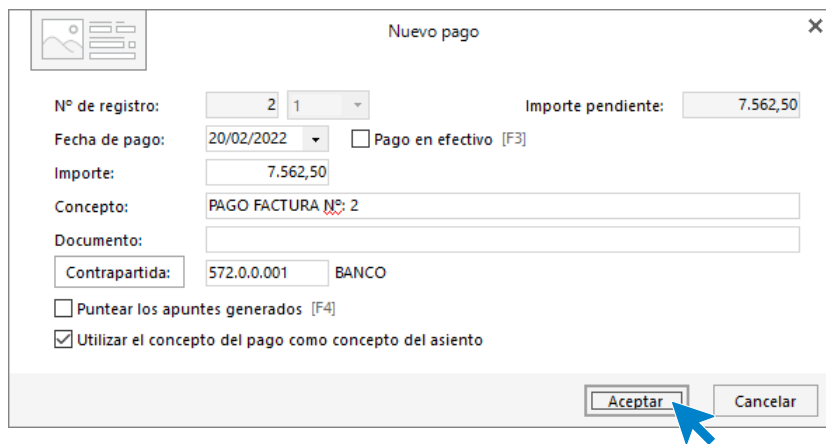 Nuevo pago
Nº de registro: 2 1 Importe pendiente: 7.562,50
Fecha de pago: 20/02/2022 Pago en efectivo [F3]
Importe: 7.562,50
Concepto: PAGO FACTURA Nº: 2
Documento:
Contrapartida: 572.0.0.001 BANCO
Puntear los apuntes generados [F4]
Utilizar el concepto del pago como concepto del asiento
Aceptar Cancelar